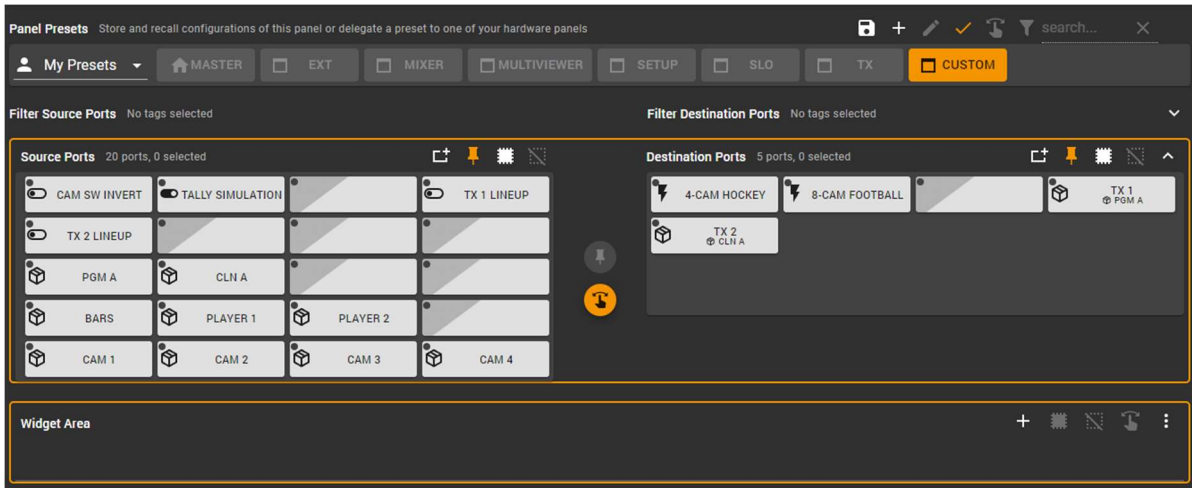 Panel Presets Store and recall configurations of this panel or delegate a preset to one of your hardware panels search...
My Presets MASTER EXT MIXER MULTIVIEWER SETUP SLO TX CUSTOM
Filter Source Ports No tags selected
Filter Destination Ports No tags selected
Source Ports 20 ports, 0 selected
CAM SW INVERT TALLY SIMULATION TX 1 LINEUP
TX 2 LINEUP
PGM A CLN A
BARS PLAYER 1 PLAYER 2
CAM 1 CAM 2 CAM 3 CAM 4
Destination Ports 5 ports, 0 selected
4-CAM HOCKEY 8-CAM FOOTBALL TX 1
PGM A
TX 2
CLN A
Widget Area